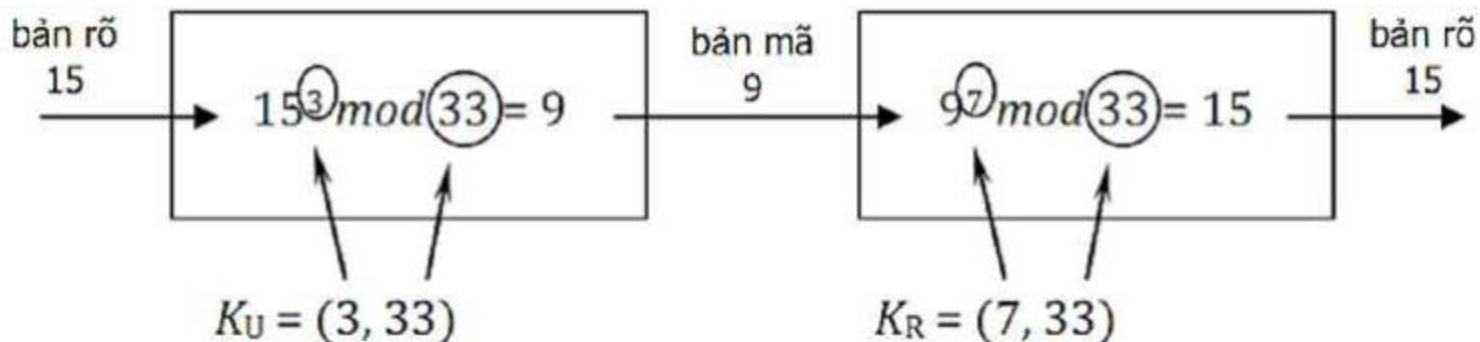 bản rõ
15
15³ mod 33 = 9
bản mã
9
9⁷ mod 33 = 15
bản rõ
15
K_U = (3, 33)
K_R = (7, 33)